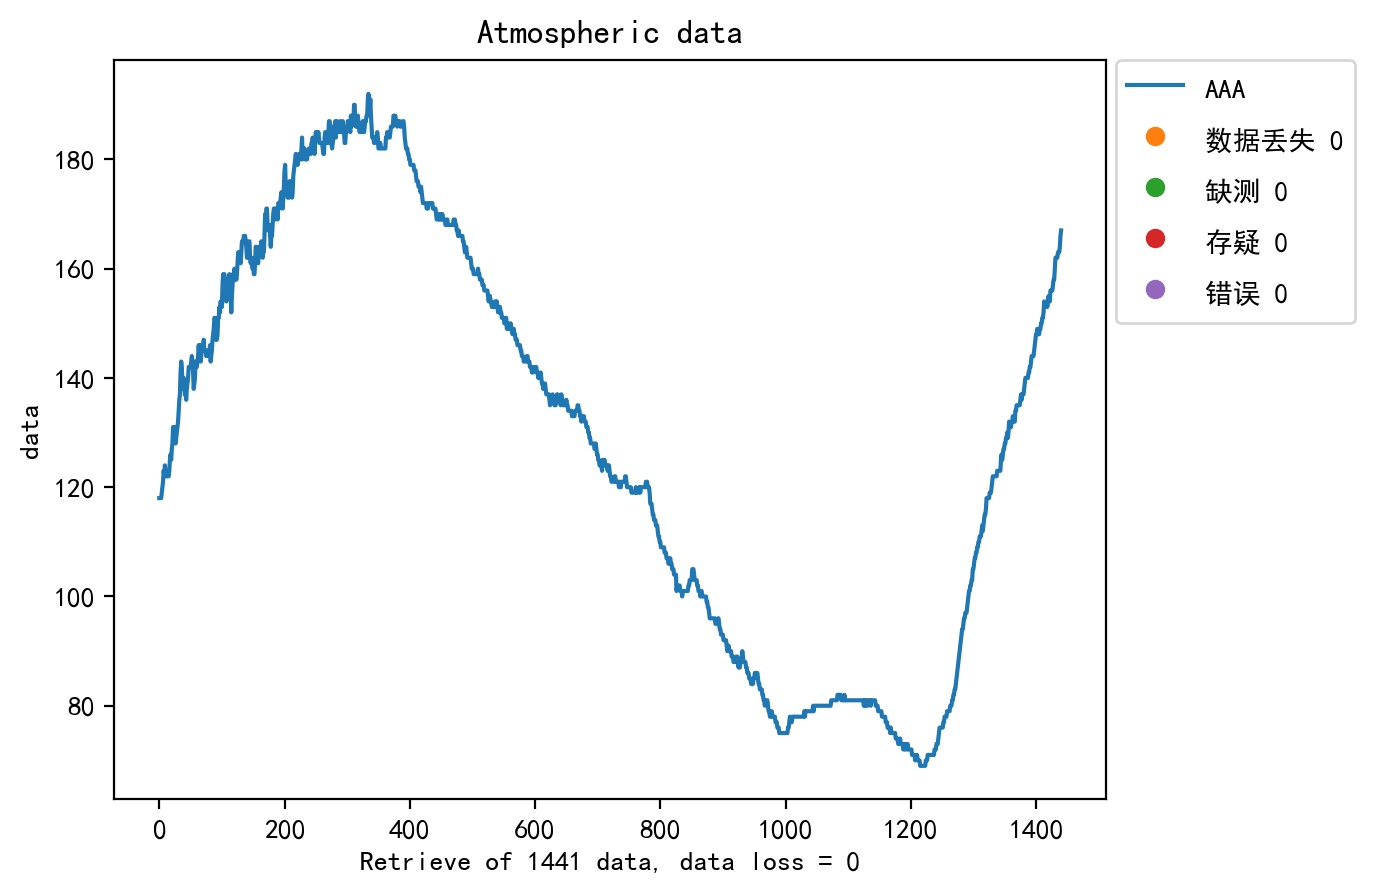 Atmospheric data
AAA
数据丢失 0
缺测 0
存疑 0
错误 0
data
180
160
140
120
100
80
0 200 400 600 800 1000 1200 1400
Retrieve of 1441 data, data loss = 0